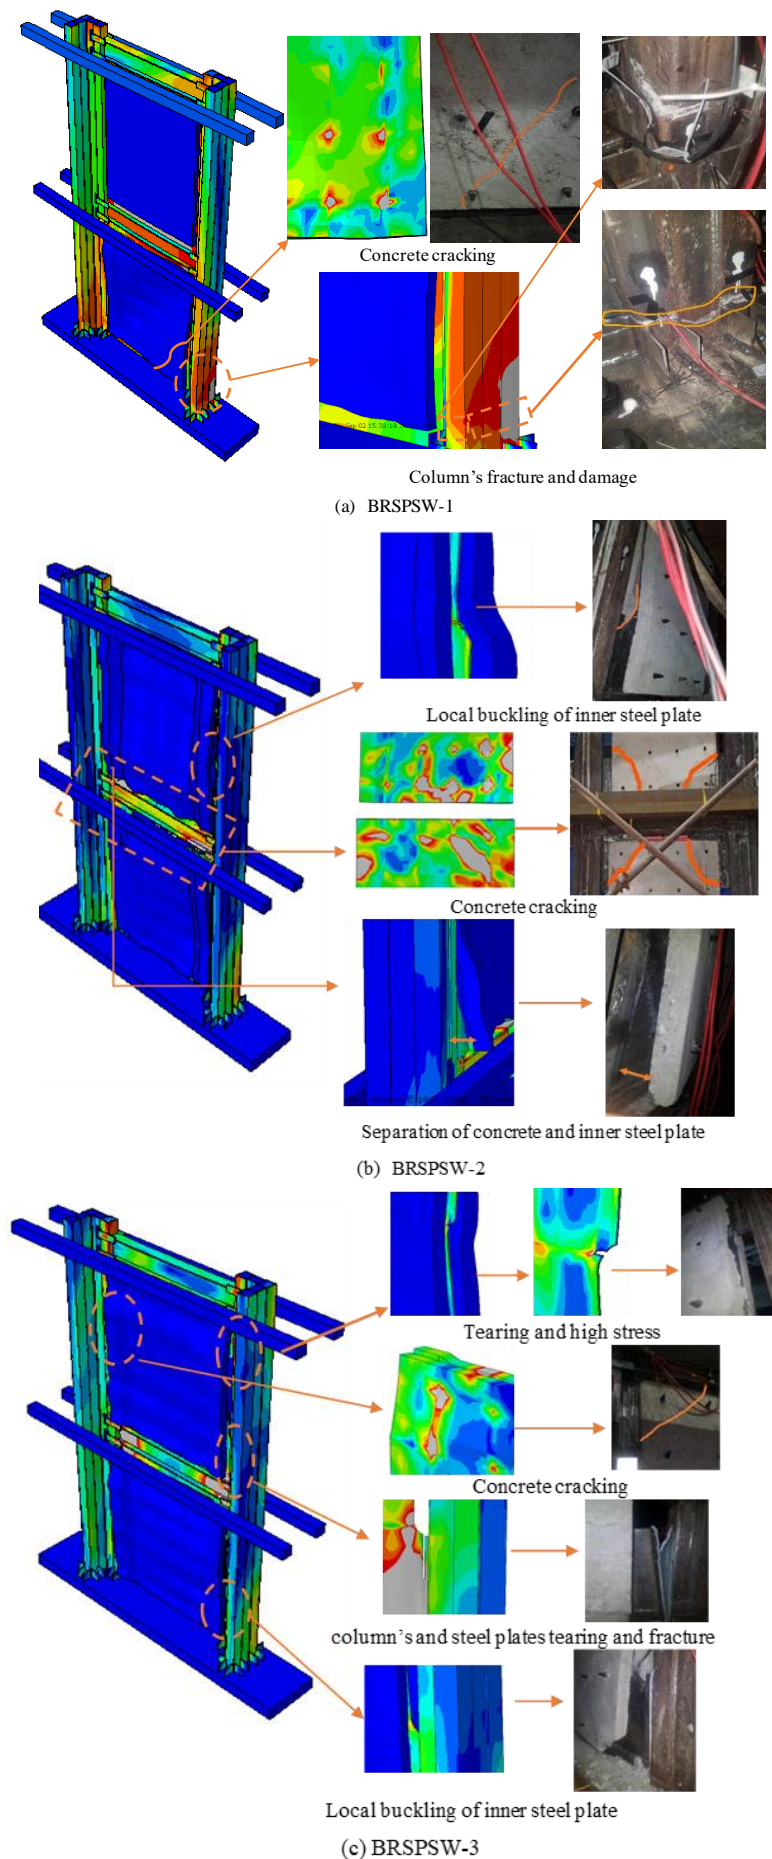 Concrete cracking
Column's fracture and damage
(a) BRSPSW-1
Local buckling of inner steel plate
Concrete cracking
Separation of concrete and inner steel plate
(b) BRSPSW-2
Tearing and high stress
Concrete cracking
column's and steel plates tearing and fracture
Local buckling of inner steel plate
(c) BRSPSW-3